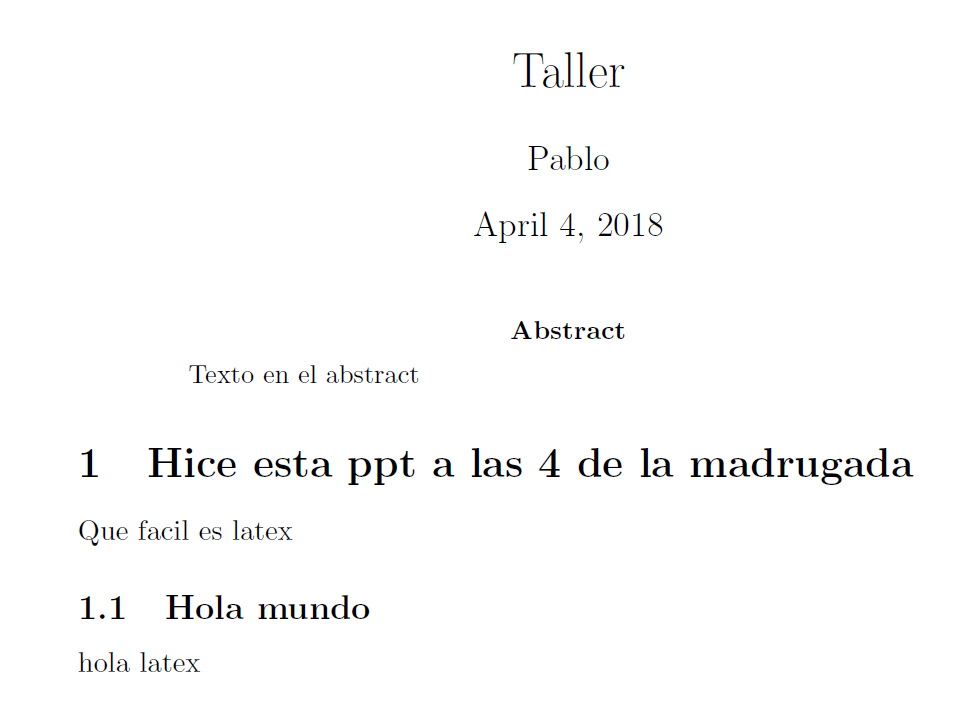 Taller
Pablo
April 4, 2018
Abstract
Texto en el abstract
1 Hice esta ppt a las 4 de la madrugada
Que facil es latex
1.1 Hola mundo
hola latex